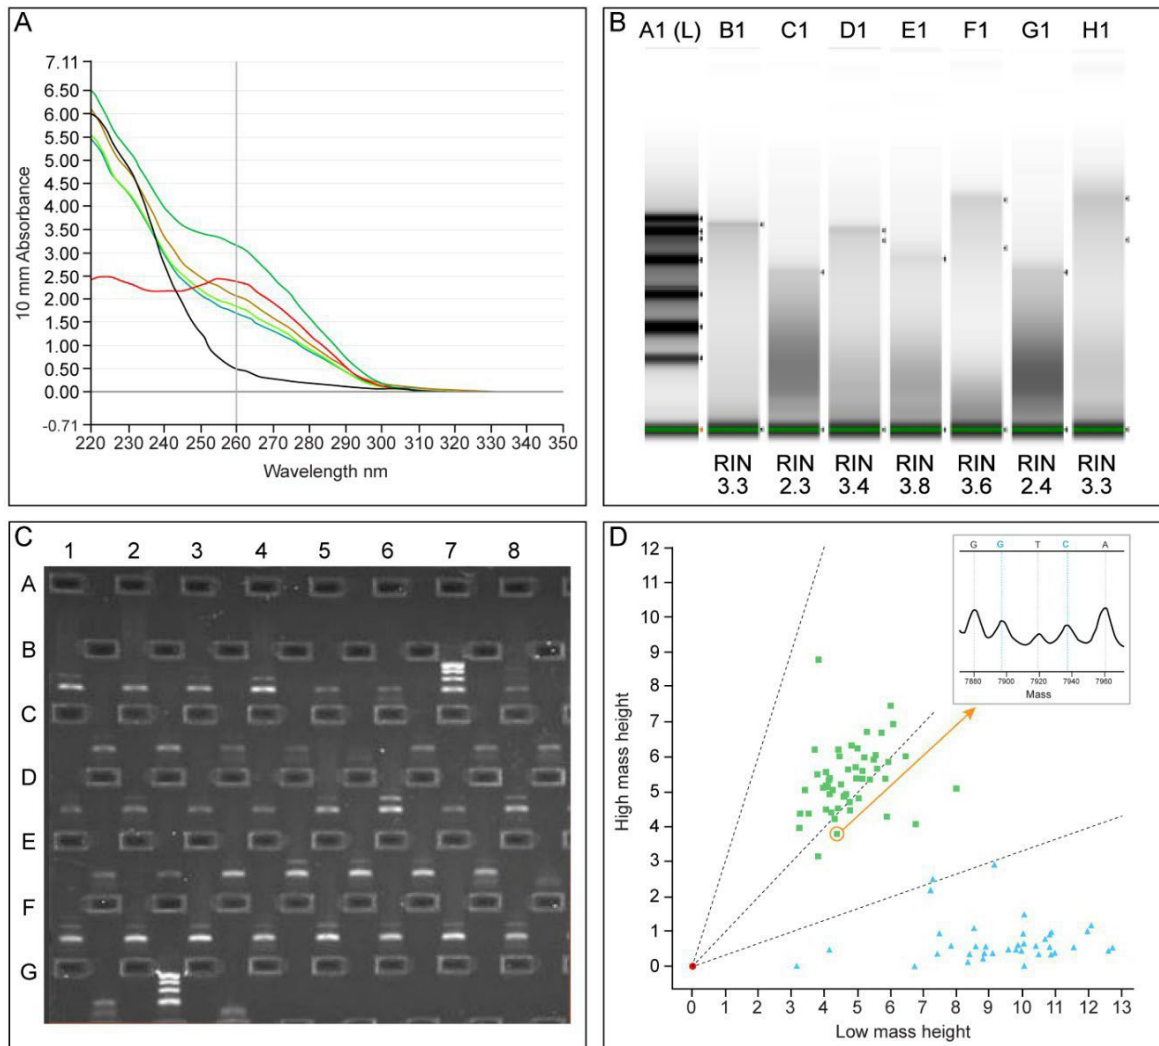 A
7.11
6.50
6.00
5.50
5.00
4.50
4.00
3.50
3.00
2.50
2.00
1.50
1.00
0.50
0.00
-0.71
10 mm Absorbance
220 230 240 250 260 270 280 290 300 310 320 330 340 350
Wavelength nm
B
A1 (L) B1 C1 D1 E1 F1 G1 H1
RIN RIN RIN RIN RIN RIN RIN
3.3 2.3 3.4 3.8 3.6 2.4 3.3
C
1 2 3 4 5 6 7 8
A
B
C
D
E
F
G
D
12
11
10
9
8
7
6
5
4
3
2
1
0
High mass height
0 1 2 3 4 5 6 7 8 9 10 11 12 13
Low mass height
G G T C A
7880 7900 7920 7940 7960
Mass